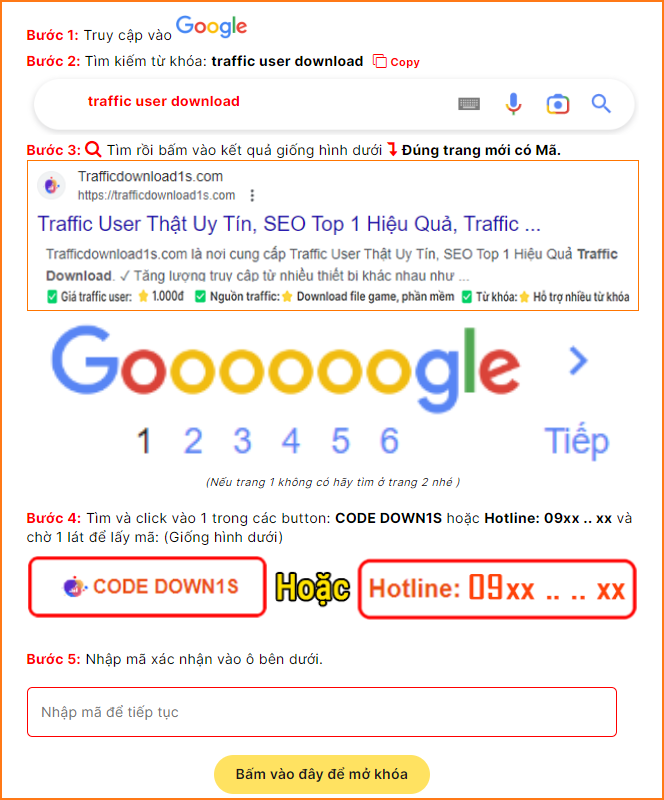 Bước 1: Truy cập vào Google
Bước 2: Tìm kiếm từ khóa: traffic user download Copy
traffic user download
Bước 3: Tìm rồi bấm vào kết quả giống hình dưới Đúng trang mới có Mã.
Trafficdownload1s.com
https://trafficdownload1s.com
Traffic User Thật Uy Tín, SEO Top 1 Hiệu Quả, Traffic ...
Trafficdownload1s.com là nơi cung cấp Traffic User Thật Uy Tín, SEO Top 1 Hiệu Quả Traffic
Download. ✓ Tăng lượng truy cập từ nhiều thiết bị khác nhau như ...
✅ Giá traffic user: ⭐ 1.000đ ✅ Nguồn traffic: ⭐ Download file game, phần mềm ✅ Từ khóa: ⭐ Hỗ trợ nhiều từ khóa
Goooooogle >
1 2 3 4 5 6 Tiếp
(Nếu trang 1 không có hãy tìm ở trang 2 nhé )
Bước 4: Tìm và click vào 1 trong các button: CODE DOWN1S hoặc Hotline: 09xx .. xx và
chờ 1 lát để lấy mã: (Giống hình dưới)
CODE DOWN1S Hoặc Hotline: 09xx .. .. xx
Bước 5: Nhập mã xác nhận vào ô bên dưới.
Nhập mã để tiếp tục
Bấm vào đây để mở khóa